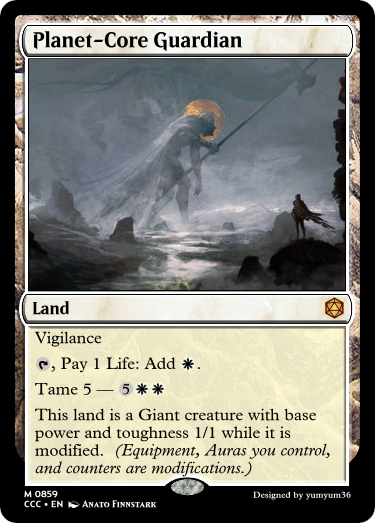 Planet-Core Guardian
Land
Vigilance
, Pay 1 Life: Add .
Tame 5 — 5
This land is a Giant creature with base
power and toughness 1/1 while it is
modified. (Equipment, Auras you control,
and counters are modifications.)
M 0859
CCC • EN Anato Finnstark
Designed by yumyum36